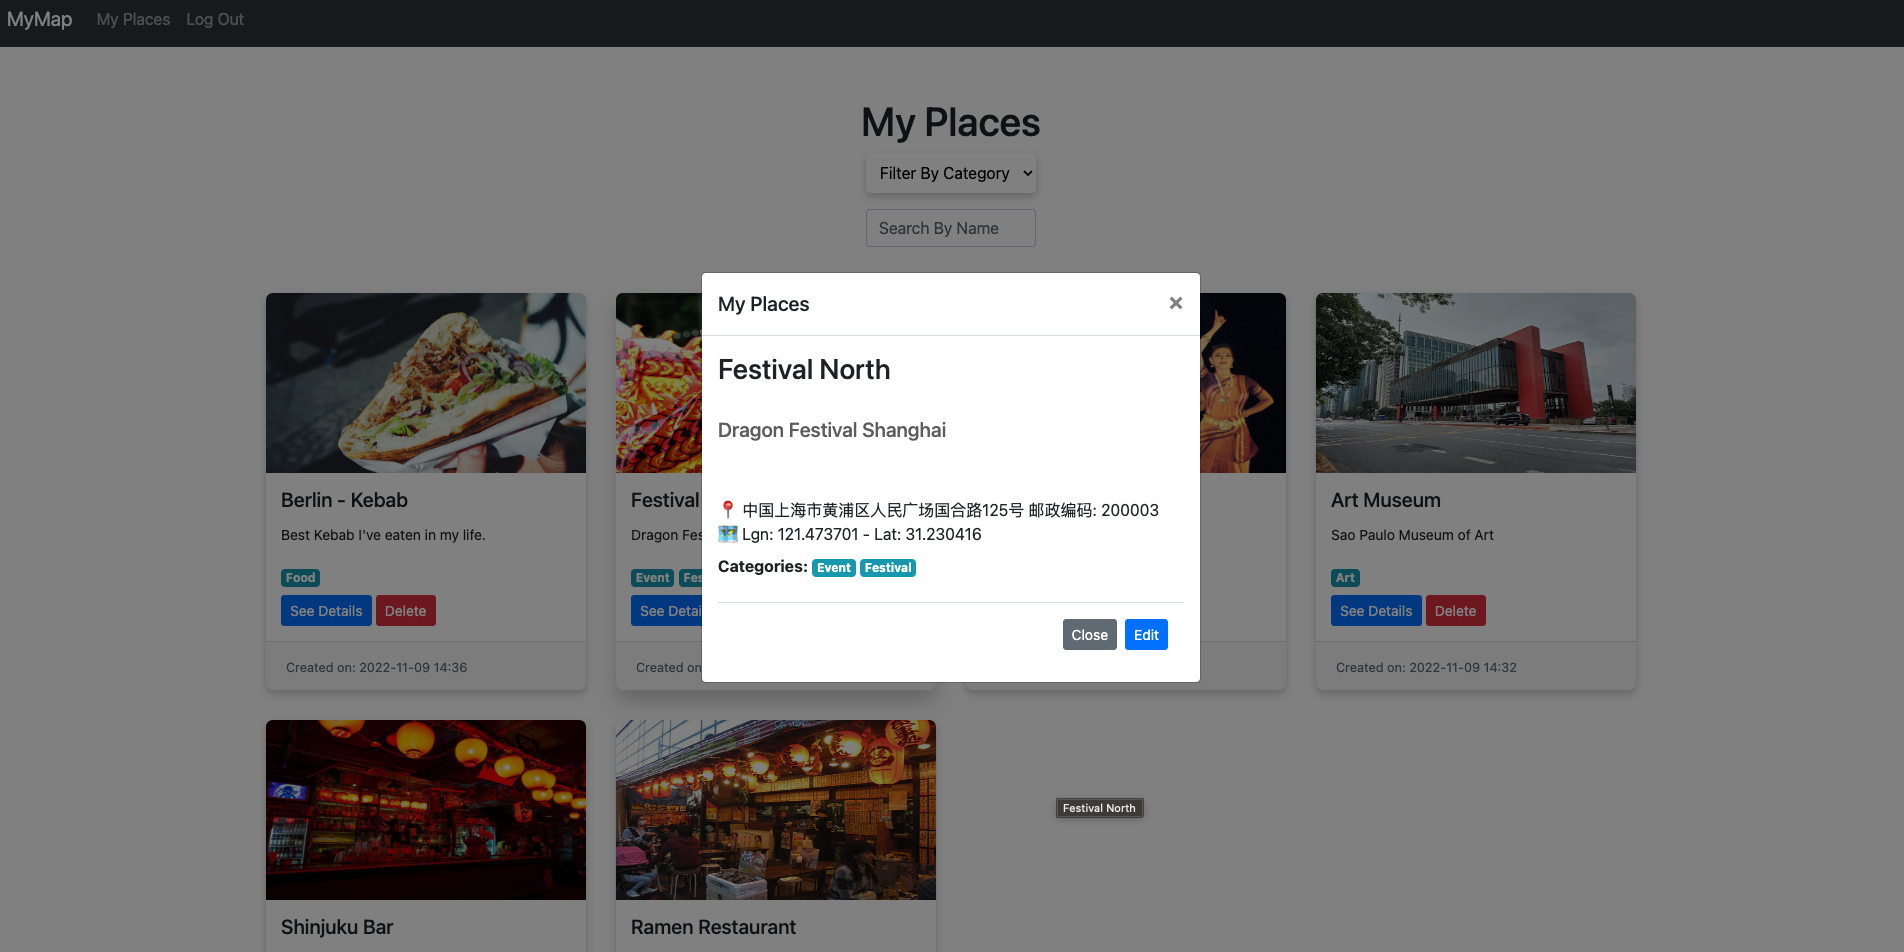 MyMap My Places Log Out
My Places
Filter By Category
Search By Name
My Places ×
Festival North
Dragon Festival Shanghai
📍 中国上海市黄浦区人民广场国合路125号 邮政编码: 200003
🗺️ Lgn: 121.473701 - Lat: 31.230416
Categories: Event Festival
Close Edit
Berlin - Kebab
Best Kebab I've eaten in my life.
Food
See Details Delete
Created on: 2022-11-09 14:36
Festival
Dragon
Event
See
Created on
Art Museum
Sao Paulo Museum of Art
Art
See Details Delete
Created on: 2022-11-09 14:32
Shinjuku Bar
Ramen Restaurant
Festival North